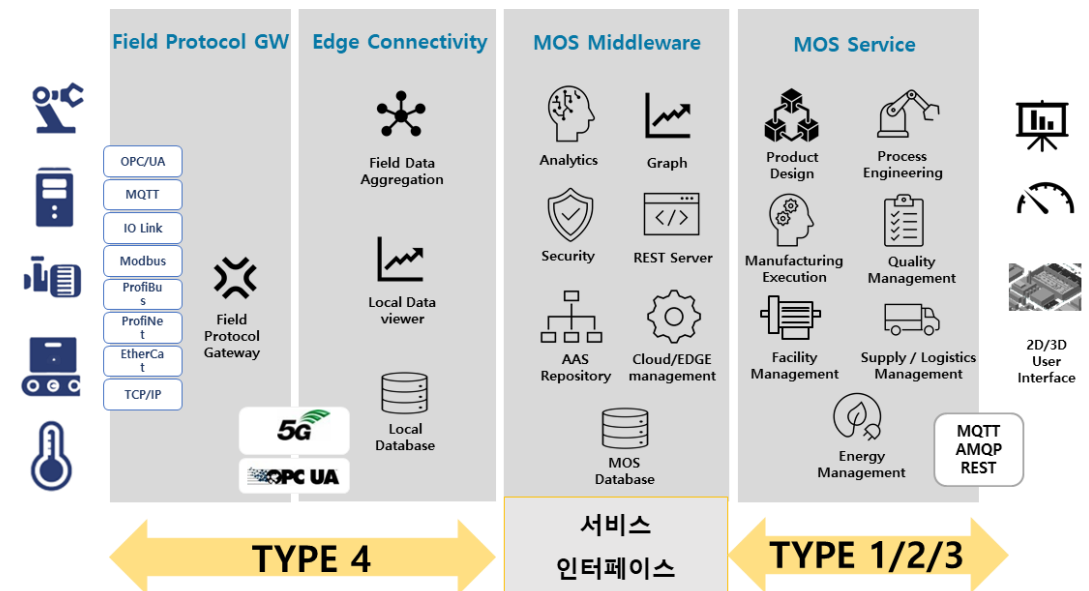 Field Protocol GW
Edge Connectivity
MOS Middleware
MOS Service
OPC/UA
MQTT
IO Link
Modbus
ProfiBu
s
ProfiNe
t
EtherCat
t
TCP/IP
Field
Protocol
Gateway
Field Data
Aggregation
Local Data
viewer
Local
Database
5G
OPC UA
Analytics
Graph
Security
REST Server
AAS
Repository
Cloud/EDGE
management
MOS
Database
Product
Design
Process
Engineering
Manufacturing
Execution
Quality
Management
Facility
Management
Supply / Logistics
Management
Energy
Management
MQTT
AMQP
REST
2D/3D
User
Interface
TYPE 4
서비스
인터페이스
TYPE 1/2/3